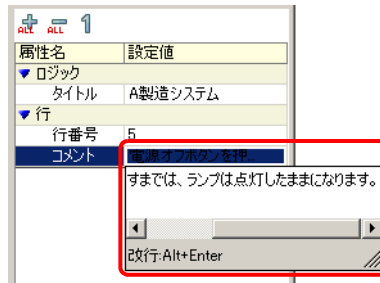 ALL ALL 1
属性名 設定値
ロジック
タイトル A製造システム
行
行番号 5
コメント 電源オフボタンを押...
すまでは、ランプは点灯したままになります。
改行:Alt+Enter